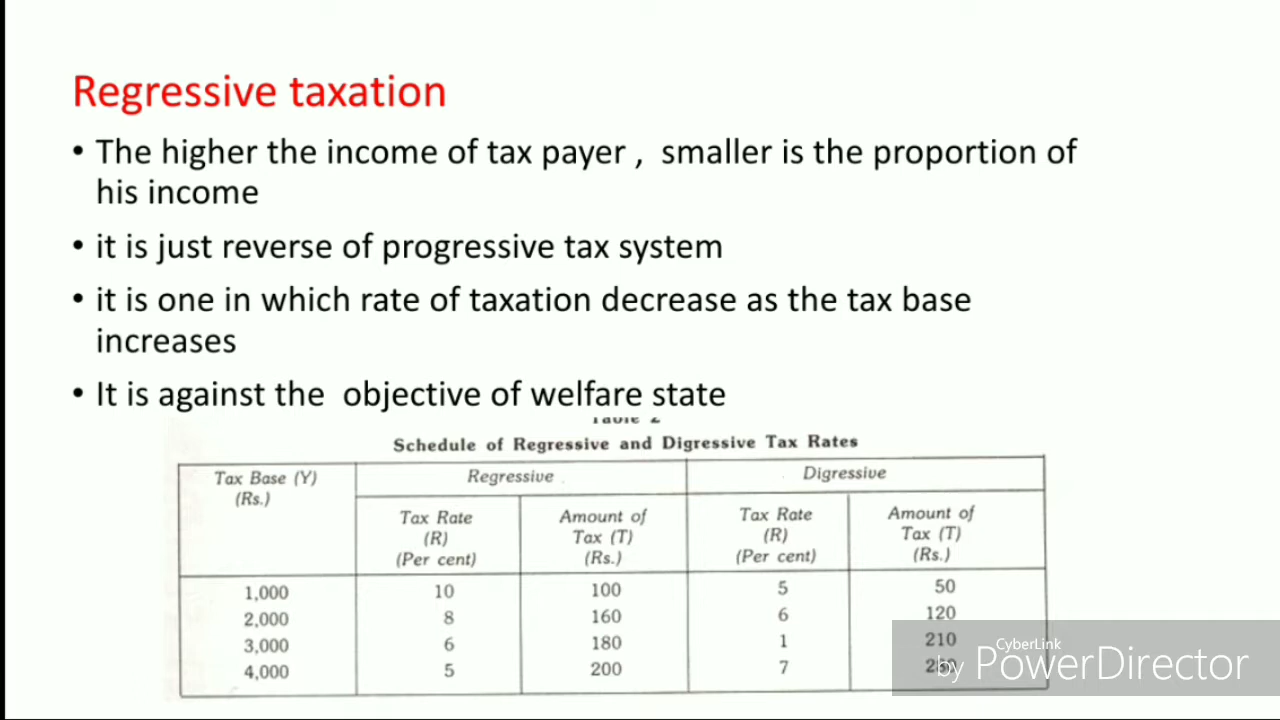 Regressive taxation
• The higher the income of tax payer , smaller is the proportion of
his income
• it is just reverse of progressive tax system
• it is one in which rate of taxation decrease as the tax base
increases
• It is against the objective of welfare state
Schedule of Regressive and Digressive Tax Rates
Tax Base (Y) (Rs.) Regressive Digressive
Tax Rate (R) (Per cent) Amount of Tax (T) (Rs.) Tax Rate (R) (Per cent) Amount of Tax (T) (Rs.)
1,000 10 100 5 50
2,000 8 160 6 120
3,000 6 180 1 210
4,000 5 200 7
CyberLink
by PowerDirector